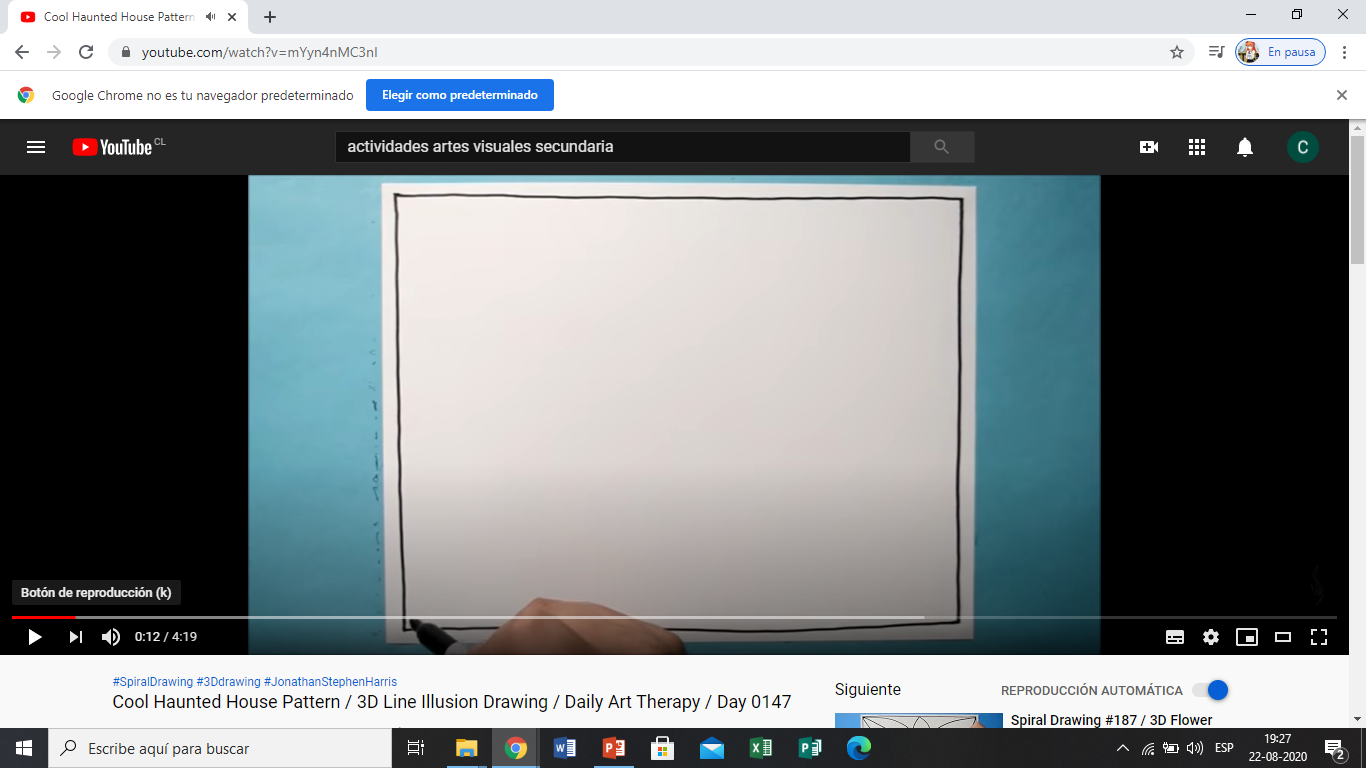 Cool Haunted House Pattern
youtube.com/watch?v=mYyn4nMC3nI
En pausa
Google Chrome no es tu navegador predeterminado
Elegir como predeterminado
YouTube CL
actividades artes visuales secundaria
C
Botón de reproducción (k)
0:12 / 4:19
#SpiralDrawing #3Ddrawing #JonathanStephenHarris
Cool Haunted House Pattern / 3D Line Illusion Drawing / Daily Art Therapy / Day 0147
Siguiente
REPRODUCCIÓN AUTOMÁTICA
Spiral Drawing #187 / 3D Flower
Escribe aquí para buscar
ESP
19:27
22-08-2020
2